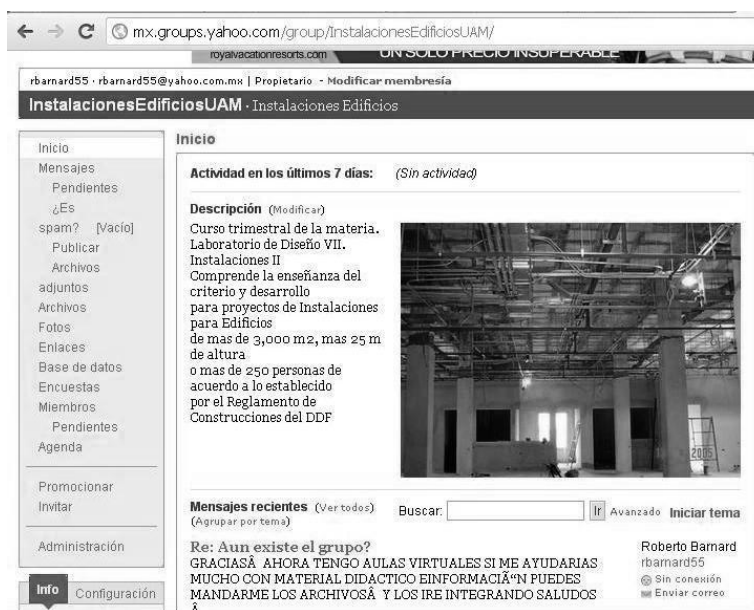 mx.groups.yahoo.com/group/InstalacionesEdificiosUAM/
royalvacationresorts.com UN SOLO PRECIO INSUPERABLE
rbarnard55 · rbarnard55@yahoo.com.mx | Propietario - Modificar membresía
InstalacionesEdificiosUAM · Instalaciones Edificios
Inicio
Mensajes
Pendientes
¿Es
spam? [Vacío]
Publicar
Archivos
adjuntos
Archivos
Fotos
Enlaces
Base de datos
Encuestas
Miembros
Pendientes
Agenda
Promocionar
Invitar
Administración
Info Configuración
Inicio
Actividad en los últimos 7 días: (Sin actividad)
Descripción (Modificar)
Curso trimestral de la materia.
Laboratorio de Diseño VII.
Instalaciones II
Comprende la enseñanza del
criterio y desarrollo
para proyectos de Instalaciones
para Edificios
de mas de 3,000 m2, mas 25 m
de altura
o mas de 250 personas de
acuerdo a lo establecido
por el Reglamento de
Construcciones del DDF
2005
Mensajes recientes (Ver todos)
(Agrupar por tema)
Buscar: Ir Avanzado Iniciar tema
Re: Aun existe el grupo?
GRACIASÂ AHORA TENGO AULAS VIRTUALES SI ME AYUDARIAS
MUCHO CON MATERIAL DIDACTICO EINFORMACIÃ“N PUEDES
MANDARME LOS ARCHIVOSÂ Y LOS IRE INTEGRANDO SALUDOS
Â
Roberto Barnard
rbarnard55
Sin conexión
Enviar correo